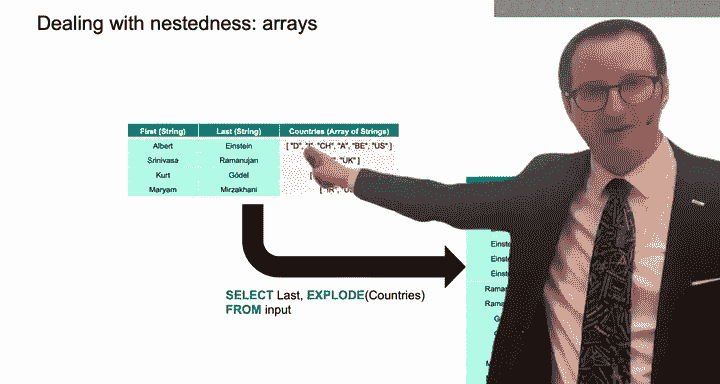 Dealing with nestedness: arrays
First (String) Last (String) Countries (Array of Strings)
Albert Einstein [ "D", "I", "CH", "A", "BE", "US" ]
Srinivasa Ramanujan "UK" ]
Kurt Gödel [
Maryam Mirzakhani [ "IR",
SELECT Last, EXPLODE(Countries)
FROM input